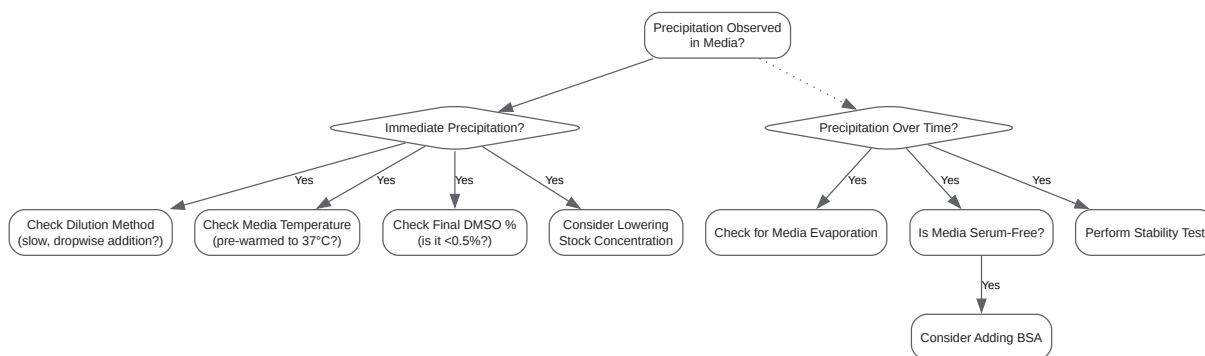 Precipitation Observed
in Media?
Immediate Precipitation?
Precipitation Over Time?
Yes
Yes
Yes
Yes
Yes
Yes
Yes
Check Dilution Method
(slow, dropwise addition?)
Check Media Temperature
(pre-warmed to 37°C?)
Check Final DMSO %
(is it <0.5%?)
Consider Lowering
Stock Concentration
Check for Media Evaporation
Is Media Serum-Free?
Perform Stability Test
Yes
Consider Adding BSA